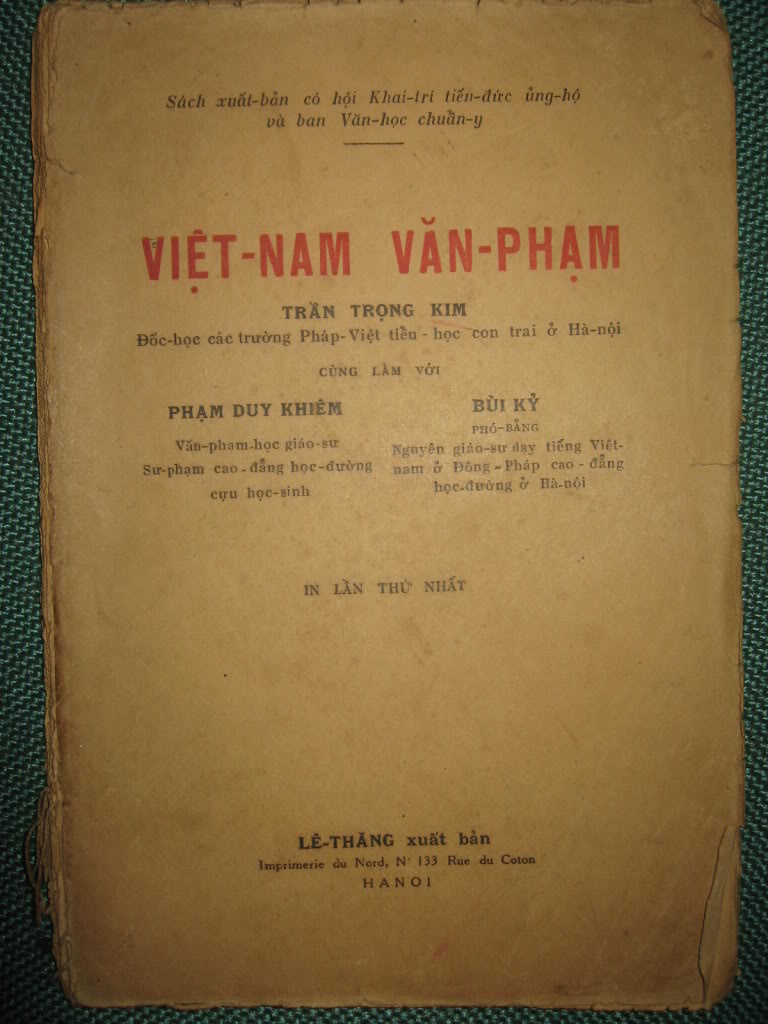 Sách xuất-bản có hội Khai-trí tiến-đức ủng-hộ
và ban Văn-học chuẩn-y
VIỆT-NAM VĂN-PHẠM
TRẦN TRỌNG KIM
Đốc-học các trường Pháp-Việt tiểu-học con trai ở Hà-nội
CÙNG LÀM VỚI
PHẠM DUY KHIÊM
Văn-phạm-học giáo-sư
Sư-phạm cao-đẳng học-đường
cựu học-sinh
BÙI KỶ
PHÓ-BẢNG
Nguyên giáo-sư dạy tiếng Việt-
nam ở Đông-Pháp cao-đẳng
học-đường ở Hà-nội
IN LẦN THỨ NHẤT
LÊ-THĂNG xuất bản
Imprimerie du Nord, Nº 133 Rue du Coton
HANOI